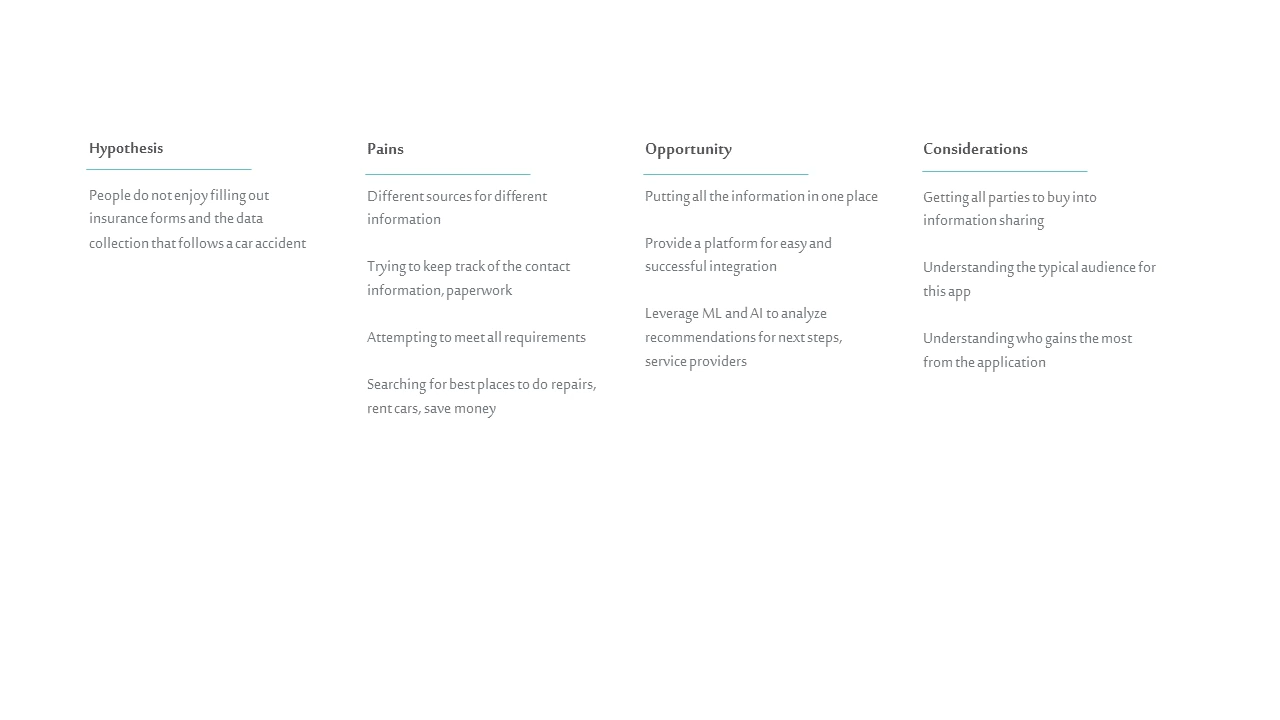 Hypothesis
People do not enjoy filling out
insurance forms and the data
collection that follows a car accident
Pains
Different sources for different
information
Trying to keep track of the contact
information, paperwork
Attempting to meet all requirements
Searching for best places to do repairs,
rent cars, save money
Opportunity
Putting all the information in one place
Provide a platform for easy and
successful integration
Leverage ML and AI to analyze
recommendations for next steps,
service providers
Considerations
Getting all parties to buy into
information sharing
Understanding the typical audience for
this app
Understanding who gains the most
from the application